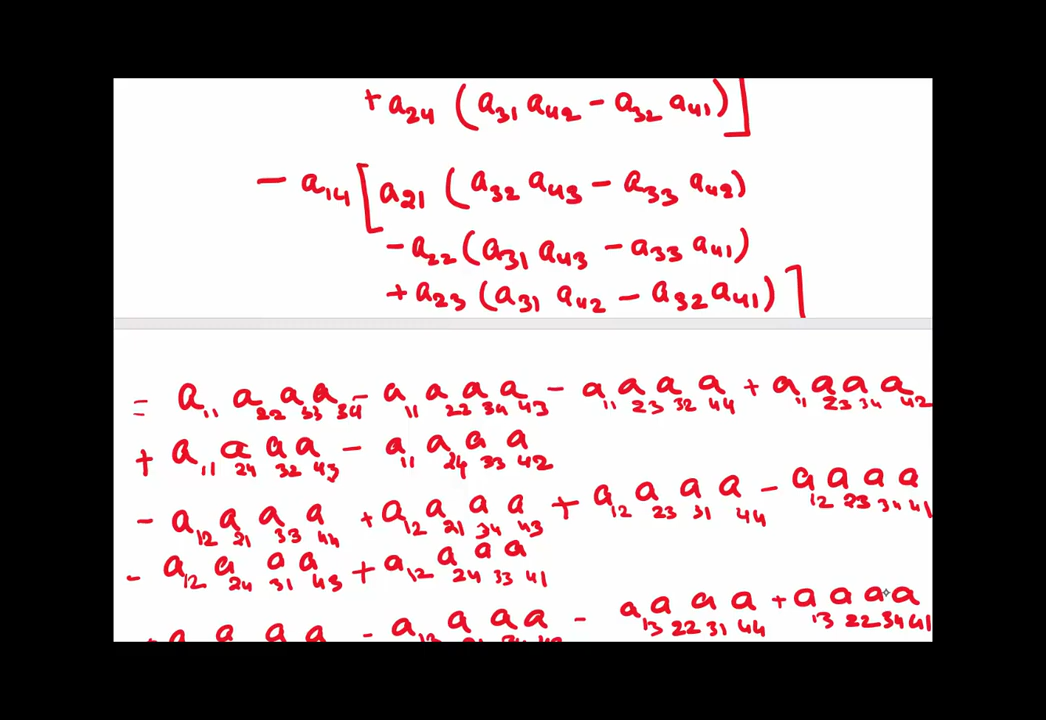 + a24 (a31 a42 - a32 a41)]
- a14 [a21 (a32 a43 - a33 a42)
- a22 (a31 a43 - a33 a41)
+ a23 (a31 a42 - a32 a41)]
= a11 a22 a33 a34 - a11 a22 a34 a43 - a11 a23 a32 a44 + a11 a23 a34 a42
+ a11 a24 a32 a43 - a11 a24 a33 a42
- a12 a21 a33 a44 + a12 a21 a34 a43 + a12 a23 a31 a44 - a12 a23 a34 a41
- a12 a24 a31 a43 + a12 a24 a33 a41
a a a a - a a a a - a13 a22 a31 a44 + a13 a22 a34 a41